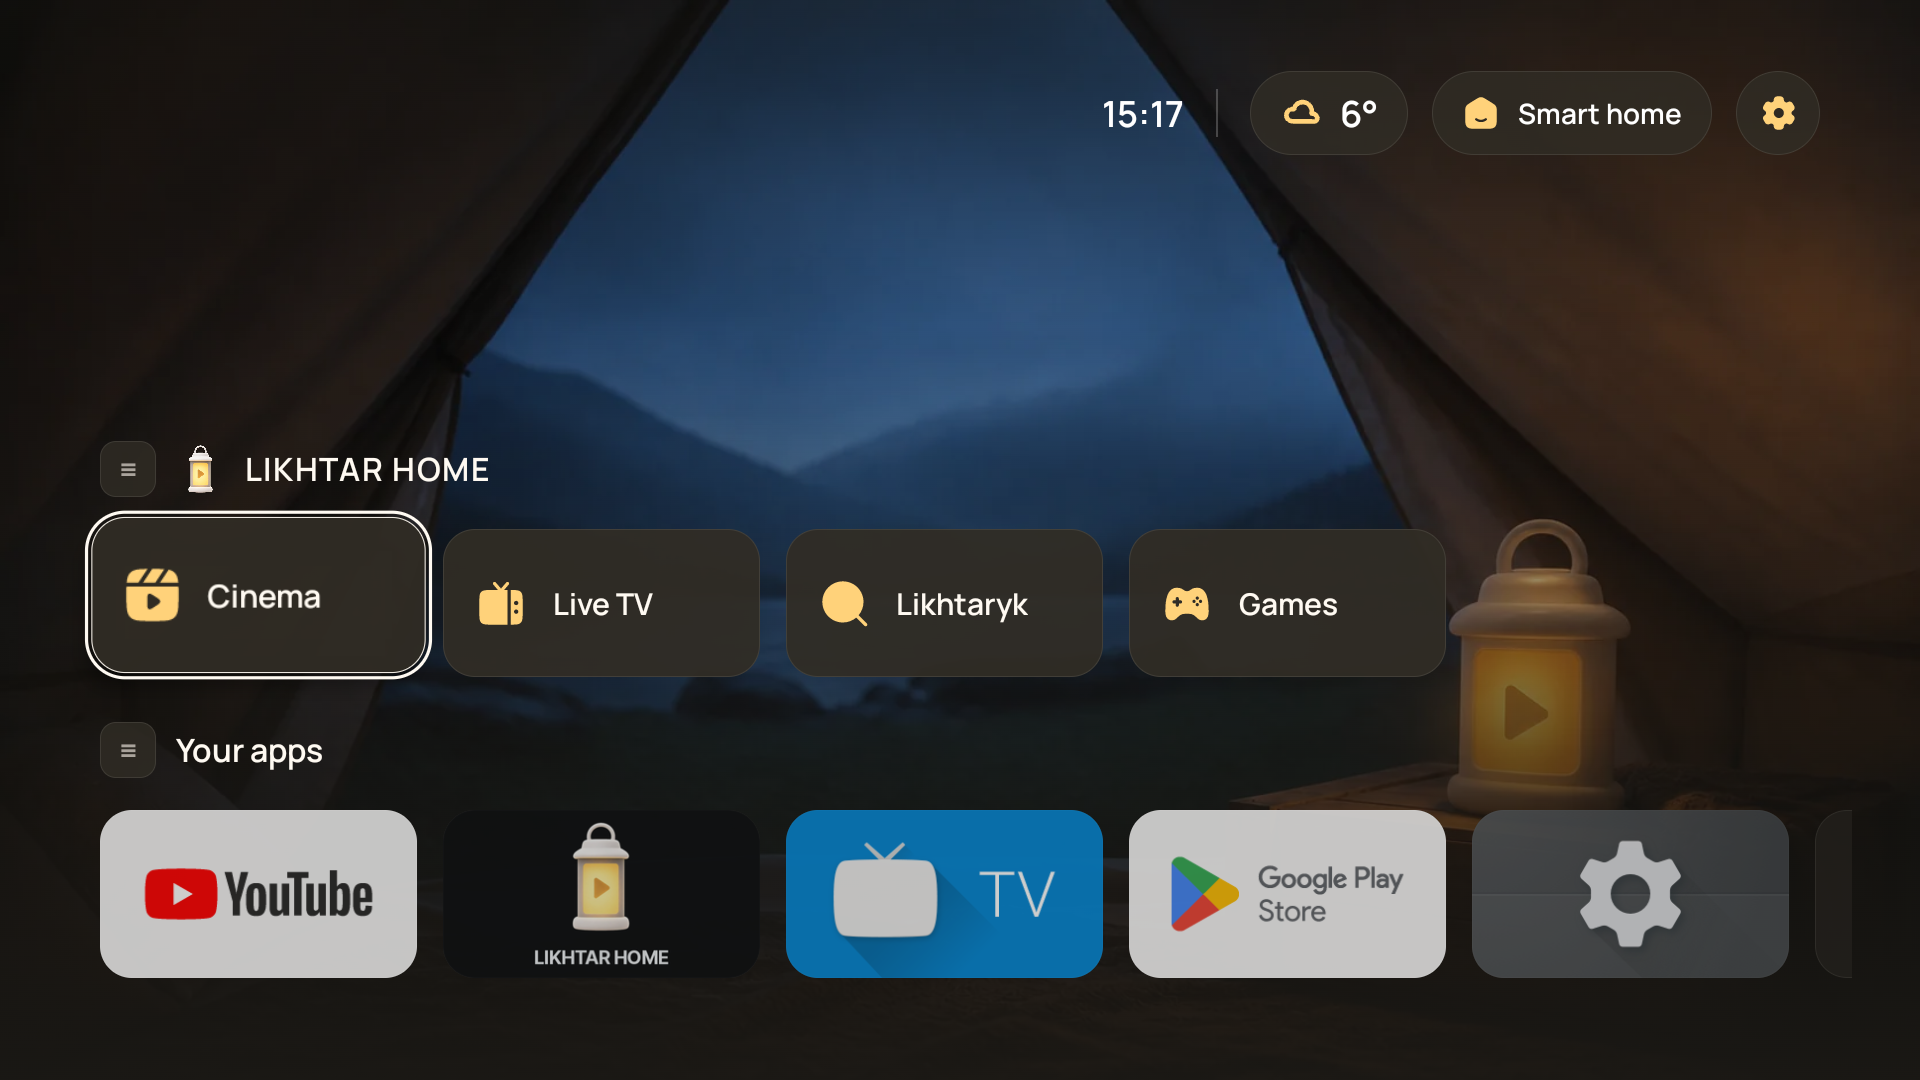 15:17
6°
Smart home
LIKHTAR HOME
Cinema
Live TV
Likhtaryk
Games
Your apps
YouTube
LIKHTAR HOME
TV
Google Play
Store